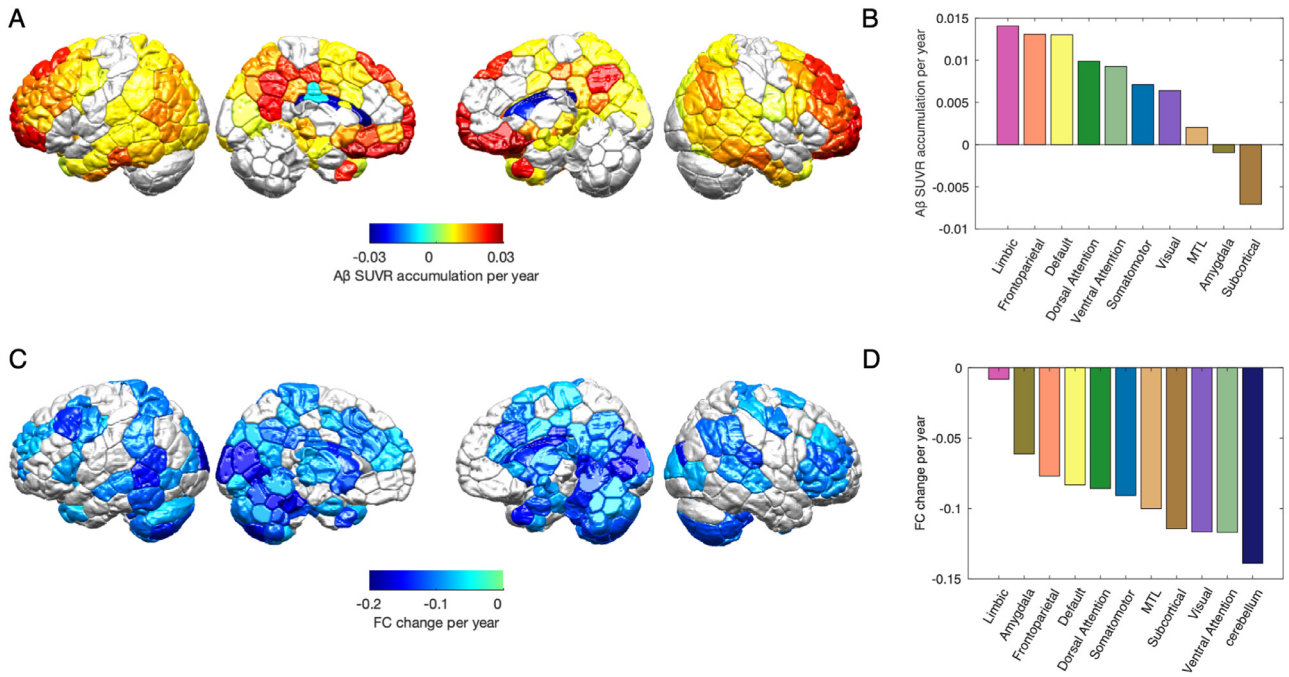 A
-0.03 0 0.03
Aβ SUVR accumulation per year
B
Aβ SUVR accumulation per year
0.015
0.01
0.005
0
-0.005
-0.01
Limbic
Frontoparietal
Default
Dorsal Attention
Ventral Attention
Somatomotor
Visual
MTL
Amygdala
Subcortical
C
-0.2 -0.1 0
FC change per year
D
FC change per year
0
-0.05
-0.1
-0.15
Limbic
Amygdala
Frontoparietal
Default
Dorsal Attention
Somatomotor
MTL
Subcortical
Visual
Ventral Attention
cerebellum